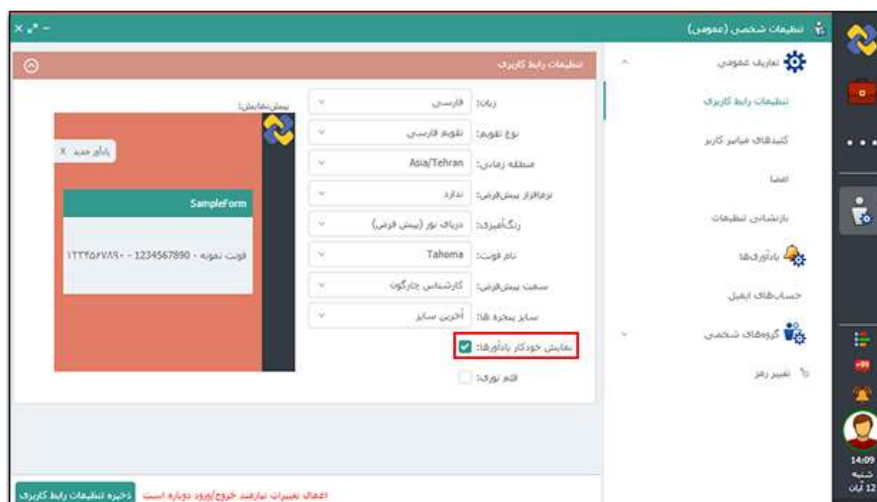 تنظیمات شخصی (عمومی)
تعاریف عمومی
تنظیمات رابط کاربری
کلیدهای میانبر کاربر
امضا
بازنشانی تنظیمات
یادآوری‌ها
حساب‌های ایمیل
گروه‌های شخصی
تغییر رمز
تنظیمات رابط کاربری
زبان: فارسی
نوع تقویم: تقویم فارسی
منطقه زمانی: Asia/Tehran
نرم‌افزار پیش‌فرض: ندارد
رنگ‌آمیزی: دریای نور (پیش فرض)
نام فونت: Tahoma
سمت پیش‌فرض: کارشناس چارگون
سایز پنجره ها: آخرین سایز
نمایش خودکار یادآورها:
قلم نوری:
پیش‌نمایش:
یادآور جدید X
SampleForm
فونت نمونه - 1234567890 - ۱۲۳۴۵۶۷۸۹۰
اعمال تغییرات نیازمند خروج/ورود دوباره است
ذخیره تنظیمات رابط کاربری
14:09
شنبه
12 آبان